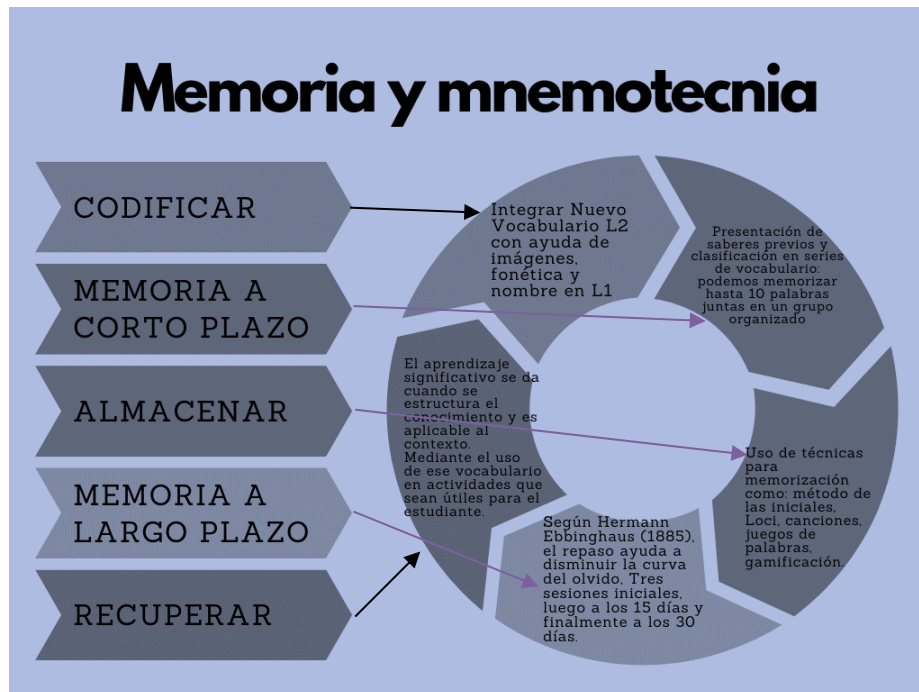 Memoria y mnemotecnia
CODIFICAR
MEMORIA A
CORTO PLAZO
ALMACENAR
MEMORIA A
LARGO PLAZO
RECUPERAR
Integrar Nuevo
Vocabulario L2
con ayuda de
imágenes,
fonética y
nombre en L1
Presentación de
saberes previos y
clasificación en series
de vocabulario:
podemos memorizar
hasta 10 palabras
juntas en un grupo
organizado
Uso de técnicas
para
memorización
como: método de
las iniciales,
Loci, canciones,
juegos de
palabras,
gamificación.
Según Hermann
Ebbinghaus (1885),
el repaso ayuda a
disminuir la curva
del olvido, Tres
sesiones iniciales,
luego a los 15 días y
finalmente a los 30
días.
El aprendizaje
significativo se da
cuando se
estructura el
conocimiento y es
aplicable al
contexto.
Mediante el uso
de ese vocabulario
en actividades que
sean útiles para el
estudiante.